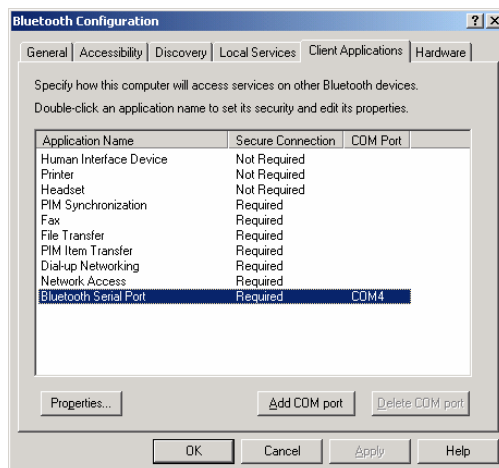 Bluetooth Configuration
General Accessibility Discovery Local Services Client Applications Hardware
Specify how this computer will access services on other Bluetooth devices.
Double-click an application name to set its security and edit its properties.
Application Name Secure Connection COM Port
Human Interface Device Not Required
Printer Not Required
Headset Not Required
PIM Synchronization Required
Fax Required
File Transfer Required
PIM Item Transfer Required
Dial-up Networking Required
Network Access Required
Bluetooth Serial Port Required COM4
Properties... Add COM port Delete COM port
OK Cancel Apply Help